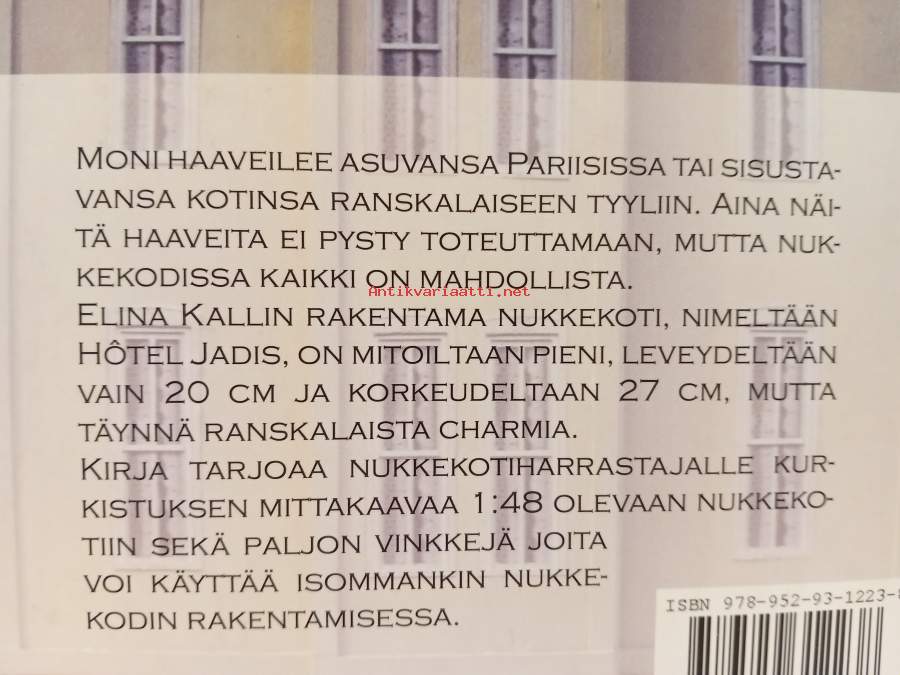 MONI HAAVEILEE ASUVANSA PARIISISSA TAI SISUSTA-
VANSA KOTINSA RANSKALAISEEN TYYLIIN. AINA NÄI-
TÄ HAAVEITA EI PYSTY TOTEUTTAMAAN, MUTTA NUK-
KEKODISSA KAIKKI ON MAHDOLLISTA.
Antikvariaatti.net
ELINA KALLIN RAKENTAMA NUKKEKOTI, NIMELTÄÄN
HÔTEL JADIS, ON MITOILTAAN PIENI, LEVEYDELTÄÄN
VAIN 20 CM JA KORKEUDELTAAN 27 CM, MUTTA
TÄYNNÄ RANSKALAISTA CHARMIA.
KIRJA TARJOAA NUKKEKOTIHARRASTAJALLE KUR-
KISTUKSEN MITTAKAAVAA 1:48 OLEVAAN NUKKEKO-
TIIN SEKÄ PALJON VINKKEJÄ JOITA
VOI KÄYTTÄÄ ISOMMANKIN NUKKE-
KODIN RAKENTAMISESSA.
ISBN 978-952-93-1223-8